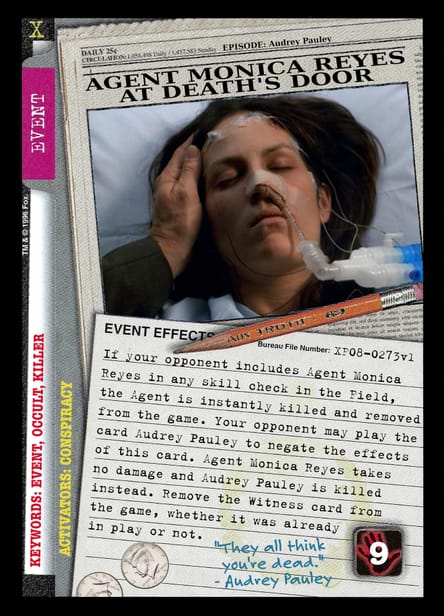 X
EVENT
TM & © 1996 Fox.
KEYWORDS: EVENT, OCCULT, KILLER
ACTIVATORS: CONSPIRACY
DAILY 25¢
EPISODE: Audrey Pauley
AGENT MONICA REYES
AT DEATH'S DOOR
EVENT EFFECTS
Bureau File Number: XF08-0273v1
If your opponent includes Agent Monica
Reyes in any skill check in the Field,
the Agent is instantly killed and removed
from the game. Your opponent may play the
card Audrey Pauley to negate the effects
of this card. Agent Monica Reyes takes
no damage and Audrey Pauley is killed
instead. Remove the Witness card from
the game, whether it was already
in play or not.
"They all think
you're dead."
- Audrey Pauley
9